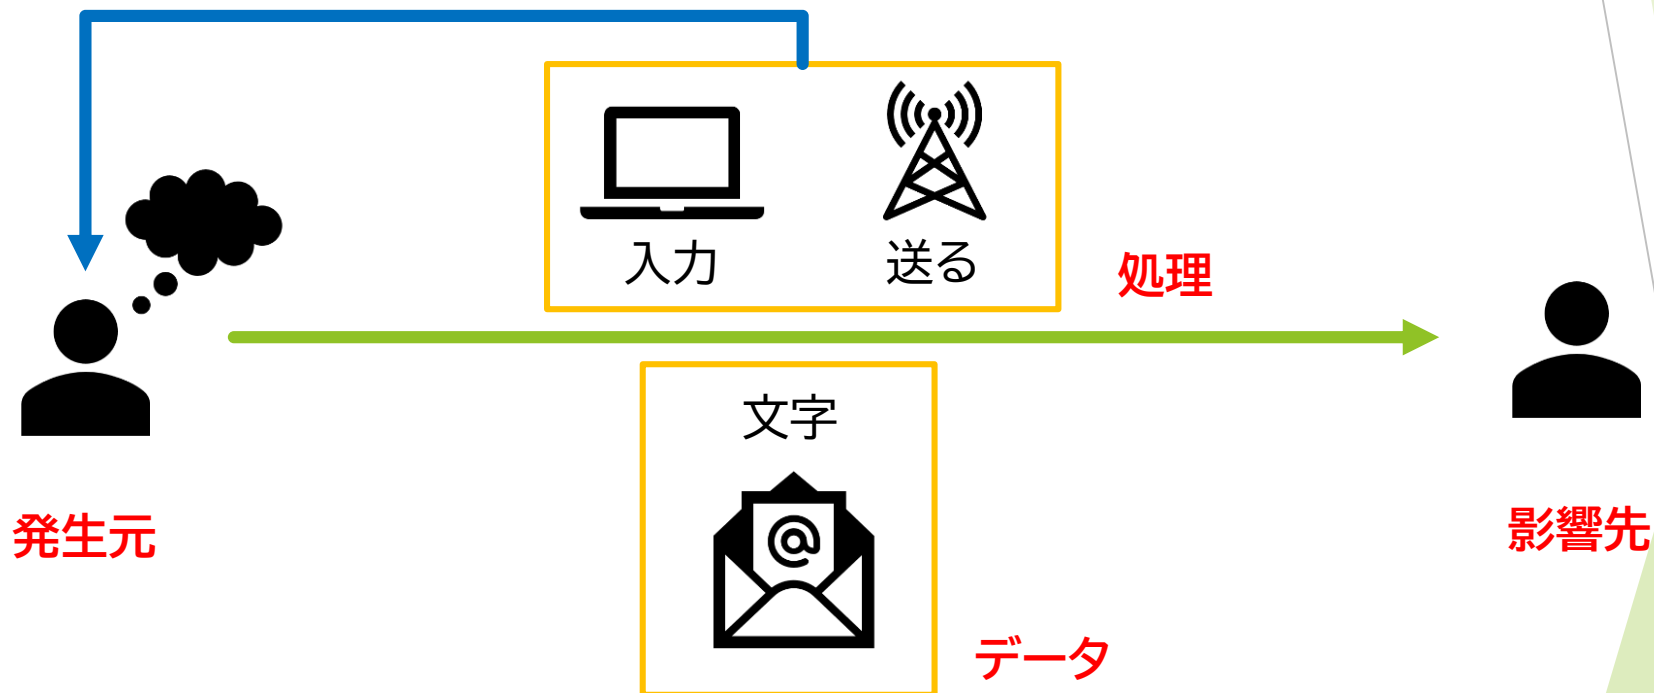 入力
送る
処理
文字
発生元
影響先
データ